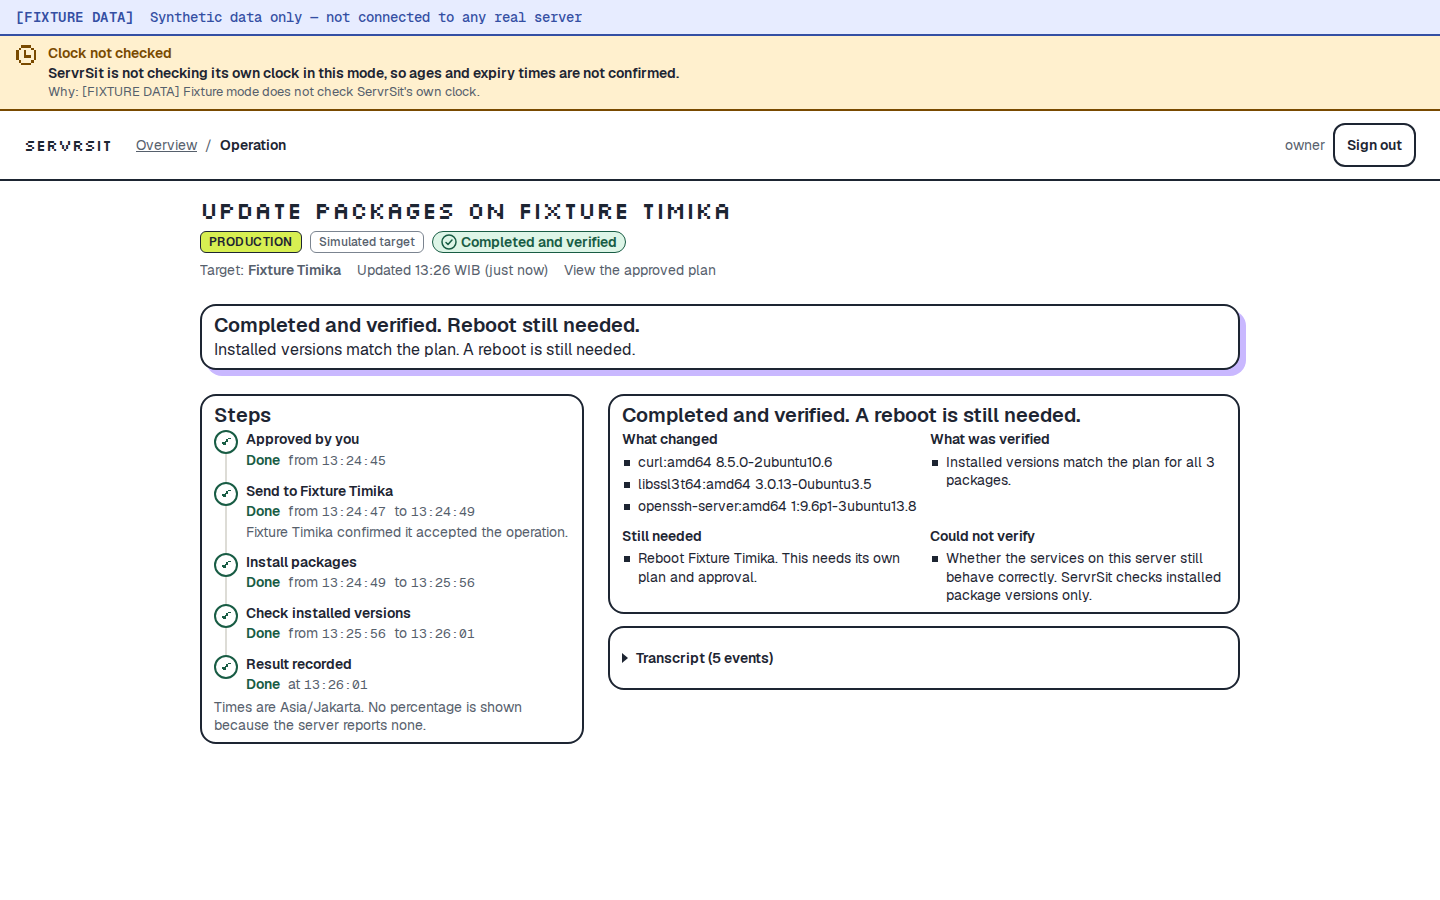 [FIXTURE DATA] Synthetic data only — not connected to any real server
Clock not checked
ServrSit is not checking its own clock in this mode, so ages and expiry times are not confirmed.
Why: [FIXTURE DATA] Fixture mode does not check ServrSit's own clock.
SERVRSIT
Overview / Operation
owner
Sign out
UPDATE PACKAGES ON FIXTURE TIMIKA
PRODUCTION
Simulated target
Completed and verified
Target: Fixture Timika Updated 13:26 WIB (just now) View the approved plan
Completed and verified. Reboot still needed.
Installed versions match the plan. A reboot is still needed.
Steps
Approved by you
Done from 13:24:45
Send to Fixture Timika
Done from 13:24:47 to 13:24:49
Fixture Timika confirmed it accepted the operation.
Install packages
Done from 13:24:49 to 13:25:56
Check installed versions
Done from 13:25:56 to 13:26:01
Result recorded
Done at 13:26:01
Times are Asia/Jakarta. No percentage is shown
because the server reports none.
Completed and verified. A reboot is still needed.
What changed
curl:amd64 8.5.0-2ubuntu10.6
libssl3t64:amd64 3.0.13-0ubuntu3.5
openssh-server:amd64 1:9.6p1-3ubuntu13.8
What was verified
Installed versions match the plan for all 3
packages.
Still needed
Reboot Fixture Timika. This needs its own
plan and approval.
Could not verify
Whether the services on this server still
behave correctly. ServrSit checks installed
package versions only.
Transcript (5 events)